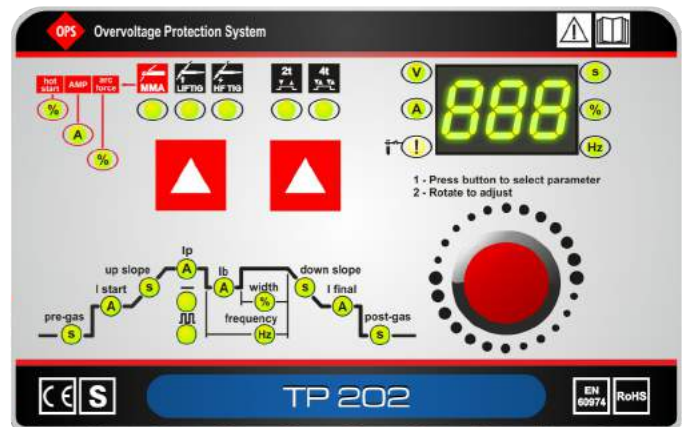 OPS Overvoltage Protection System
hot start AMP arc force MMA LIFTIG HF TIG 2t 4t
% A %
V s
A %
! Hz
888
1 - Press button to select parameter
2 - Rotate to adjust
Ip
up slope A Ib down slope
I start s A width s I final
A % A
pre-gas frequency post-gas
s Hz s
CE S TP 202 EN 60974 RoHS